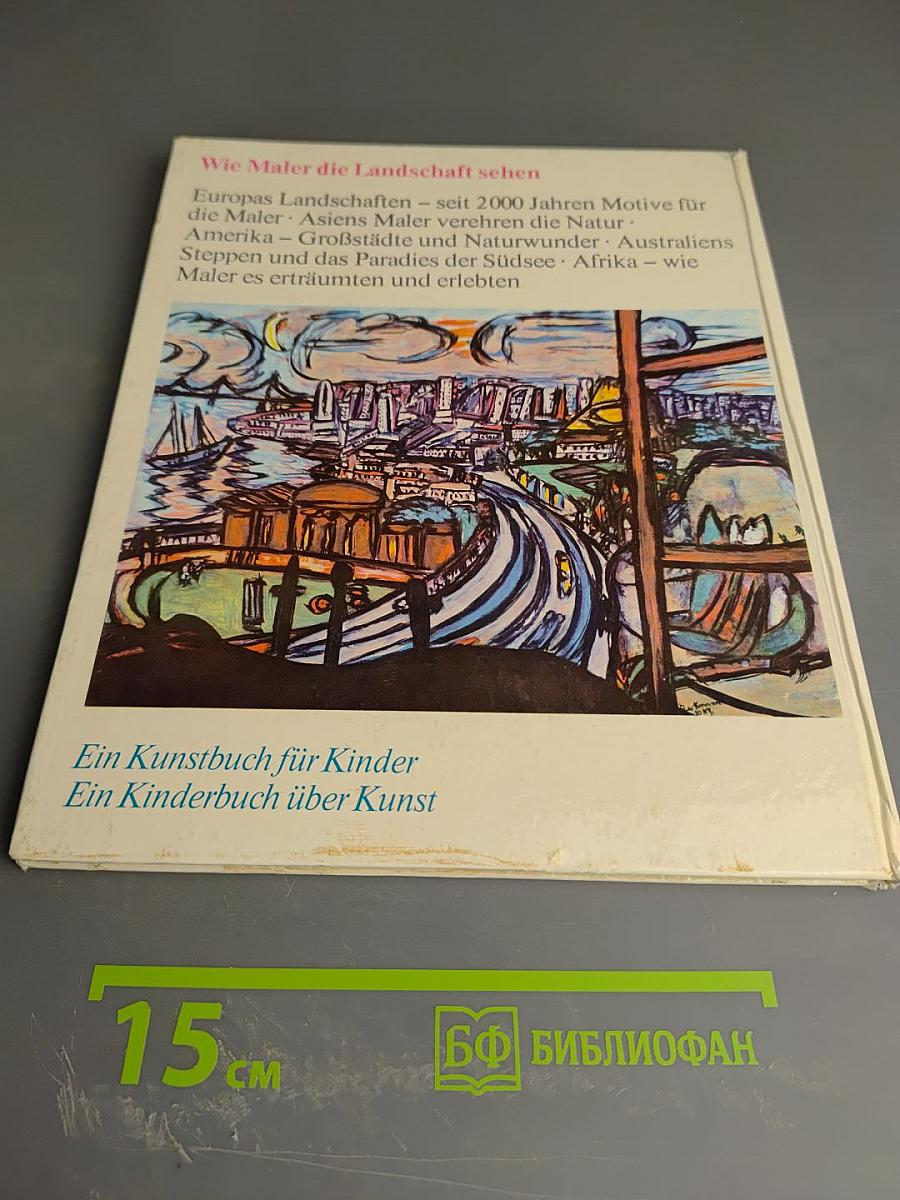 Wie Maler die Landschaft sehen
Europas Landschaften – seit 2000 Jahren Motive für
die Maler · Asiens Maler verehren die Natur ·
Amerika – Großstädte und Naturwunder · Australiens
Steppen und das Paradies der Südsee · Afrika – wie
Maler es erträumten und erlebten
Ein Kunstbuch für Kinder
Ein Kinderbuch über Kunst
15 см
БФ БИБЛИОФАН